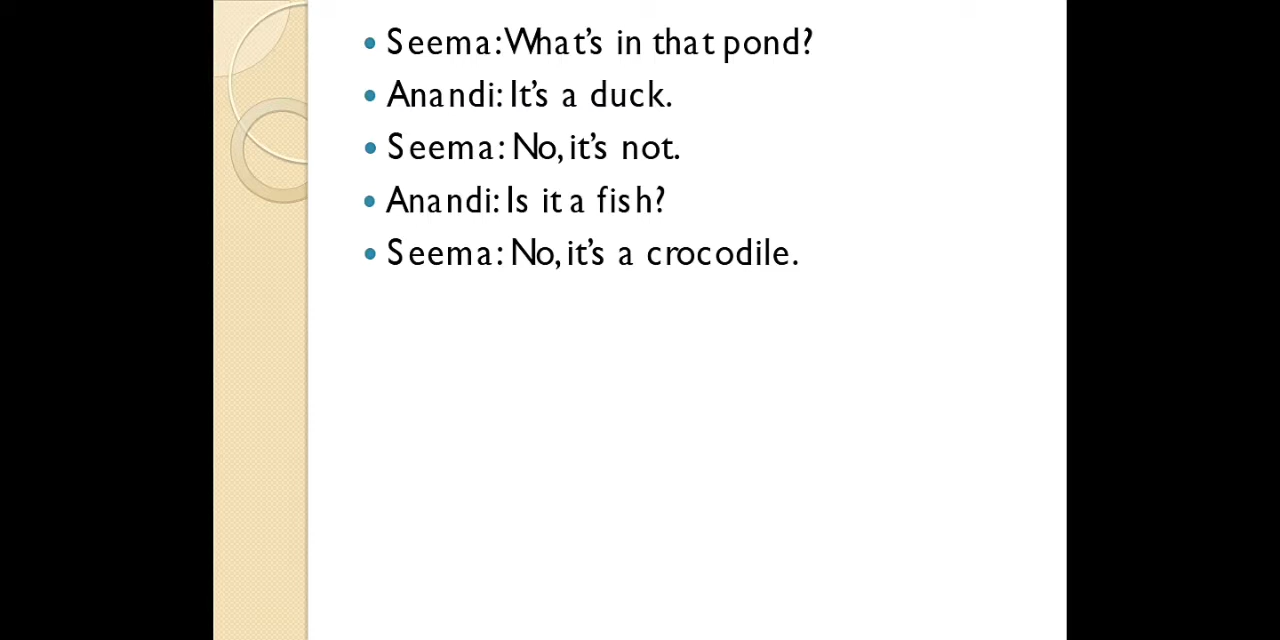 • Seema: What's in that pond?
• Anandi: It's a duck.
• Seema: No, it's not.
• Anandi: Is it a fish?
• Seema: No, it's a crocodile.